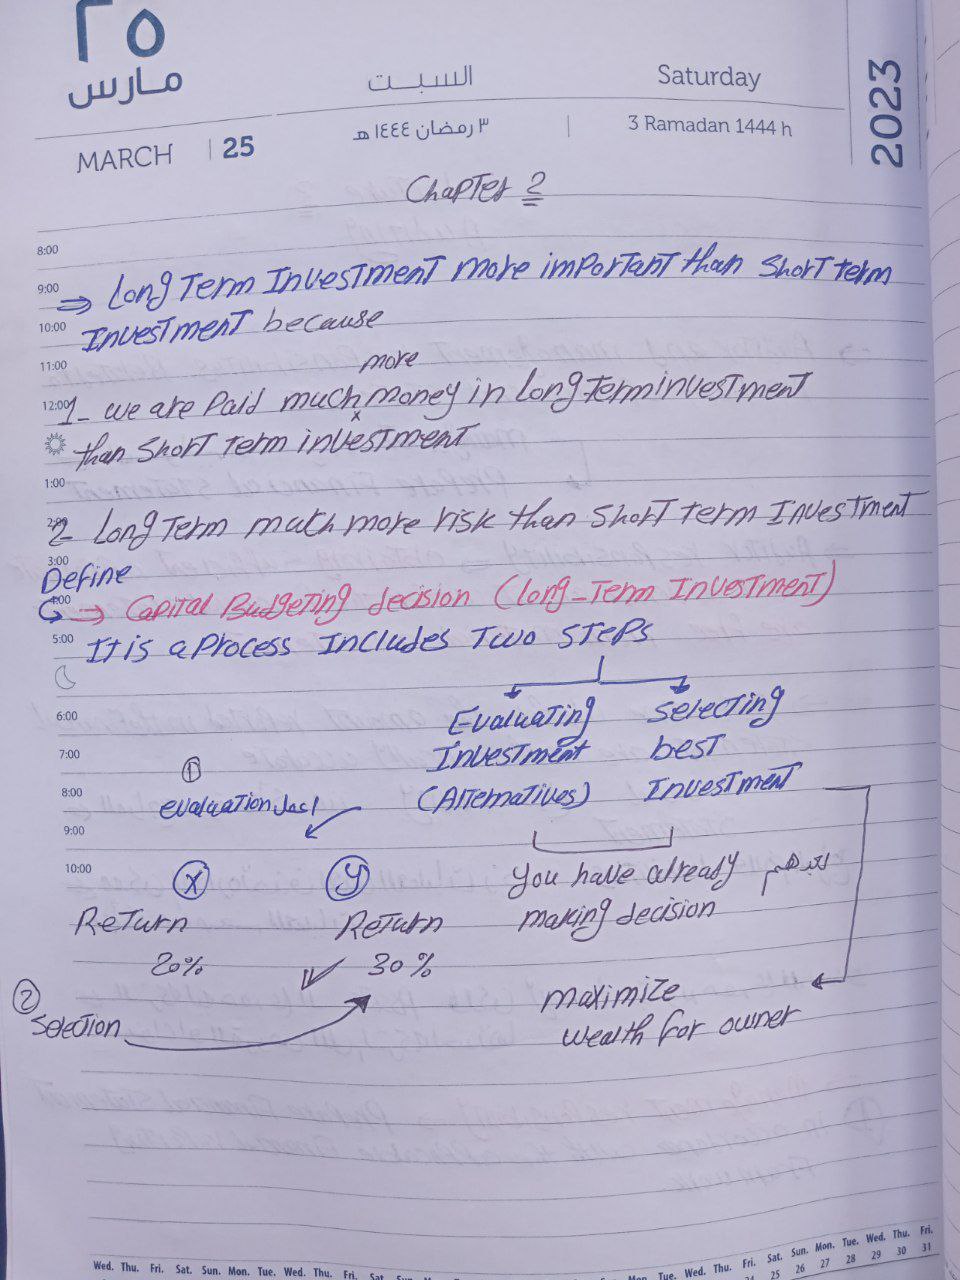 ٢٥
مارس
السبت
Saturday
2023
MARCH | 25
٣ رمضان ١٤٤٤ هـ | 3 Ramadan 1444 h
Chapter 2
8:00
9:00 ⇒ Long Term Investment more important than short term
10:00 Investment because
11:00 more
12:00 1- we are Paid much x money in Long Term investment
than short Term investment
1:00
2:00 2- Long Term much more risk than short term Investment
3:00 Define
4:00 ⇒ Capital Budgeting decision (long-Term Investment)
5:00 It is a Process Includes Two STePs
6:00 Evaluating Selecting
7:00 Investment best
① 
8:00 evaluation اعمل (Alternatives) Investment
9:00
10:00 Ⓧ Ⓨ You have already
Return Return making decision
20% ✓ 30%
② Selection maximize
wealth for owner
Wed. Thu. Fri. Sat. Sun. Mon. Tue. Wed. Thu. Fri. Sat. Sun. Mon. Tue. Wed. Thu. Fri. Sat. Sun. Mon. Tue. Wed. Thu. Fri.
25 26 27 28 29 30 31